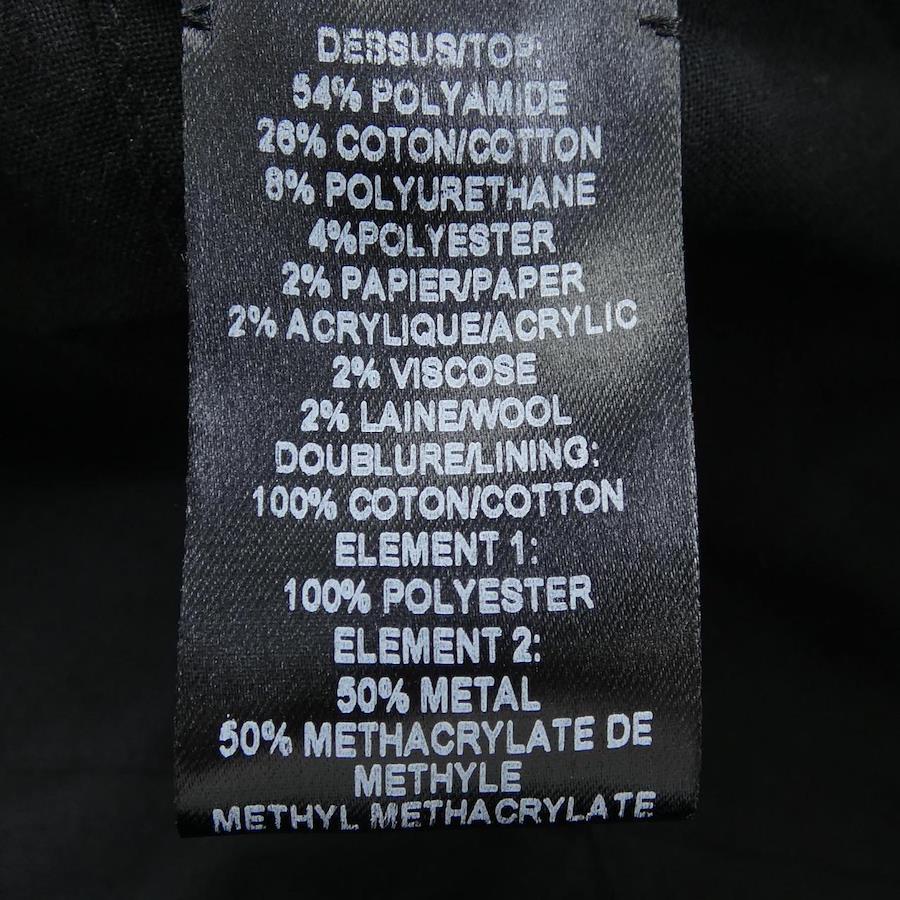 DESSUS/TOP:
54% POLYAMIDE
26% COTON/COTTON
8% POLYURETHANE
4%POLYESTER
2% PAPIER/PAPER
2% ACRYLIQUE/ACRYLIC
2% VISCOSE
2% LAINE/WOOL
DOUBLURE/LINING:
100% COTON/COTTON
ELEMENT 1:
100% POLYESTER
ELEMENT 2:
50% METAL
50% METHACRYLATE DE
METHYLE
METHYL METHACRYLATE